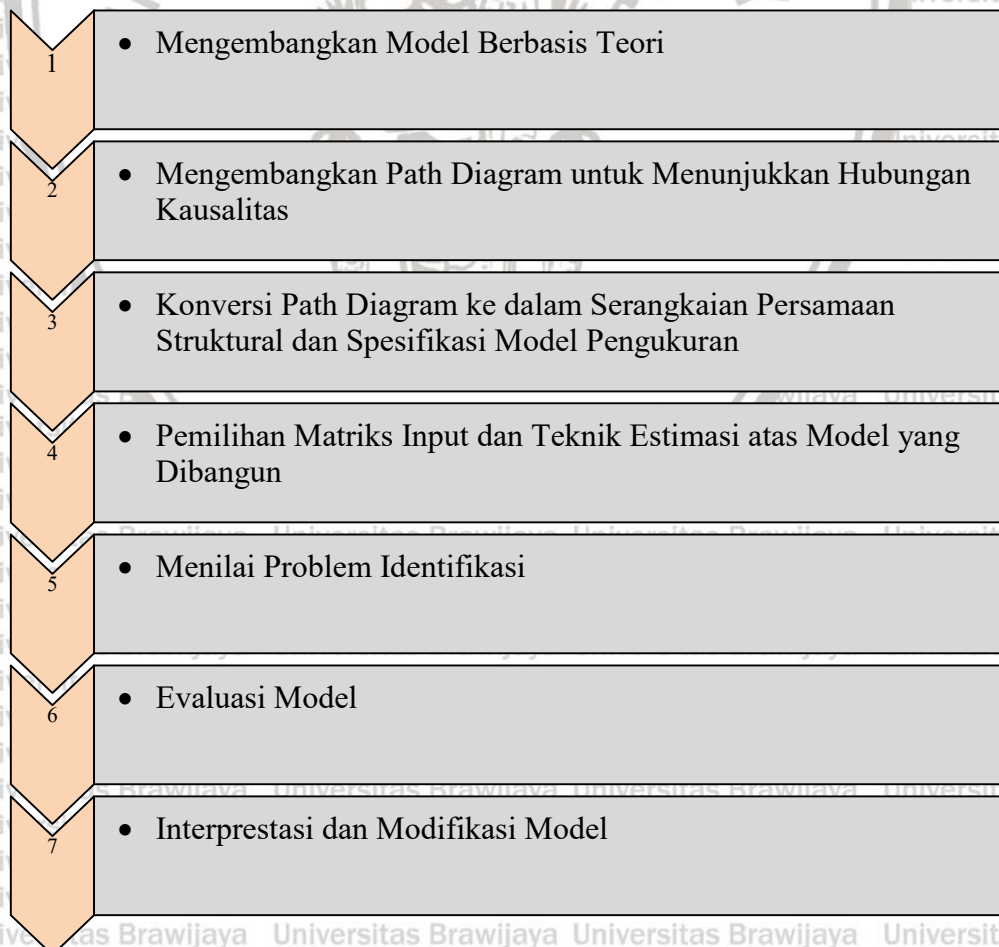 1
• Mengembangkan Model Berbasis Teori
2
• Mengembangkan Path Diagram untuk Menunjukkan Hubungan
Kausalitas
3
• Konversi Path Diagram ke dalam Serangkaian Persamaan
Struktural dan Spesifikasi Model Pengukuran
4
• Pemilihan Matriks Input dan Teknik Estimasi atas Model yang
Dibangun
5
• Menilai Problem Identifikasi
6
• Evaluasi Model
7
• Interprestasi dan Modifikasi Model
Brawijaya Universitas Brawijaya Universitas Brawijaya